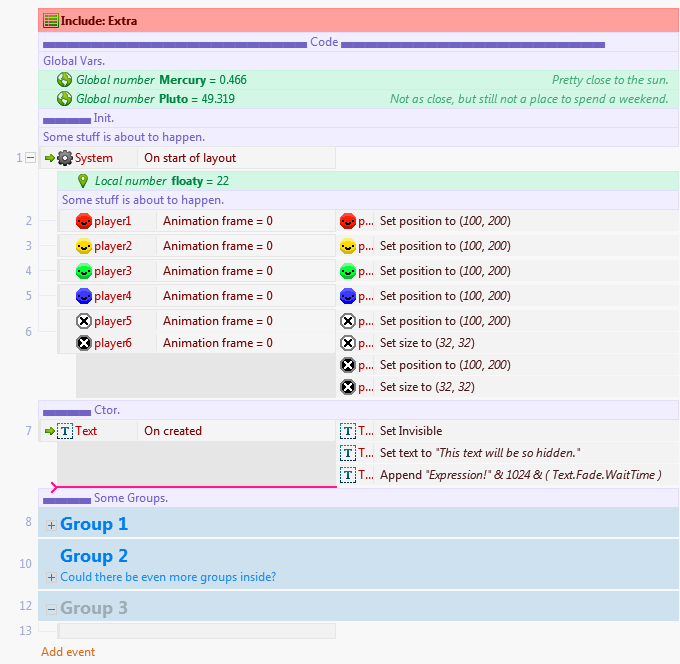 Include: Extra
Code
Global Vars.
Global number Mercury = 0.466 Pretty close to the sun.
Global number Pluto = 49.319 Not as close, but still not a place to spend a weekend.
Init.
Some stuff is about to happen.
1 System On start of layout
Local number floaty = 22
Some stuff is about to happen.
2 player1 Animation frame = 0 p... Set position to (100, 200)
3 player2 Animation frame = 0 p... Set position to (100, 200)
4 player3 Animation frame = 0 p... Set position to (100, 200)
5 player4 Animation frame = 0 p... Set position to (100, 200)
6 player5 Animation frame = 0 p... Set position to (100, 200)
player6 Animation frame = 0 p... Set size to (32, 32)
p... Set position to (100, 200)
p... Set size to (32, 32)
Ctor.
7 T Text On created T T... Set Invisible
T T... Set text to "This text will be so hidden."
T T... Append "Expression!" & 1024 & ( Text.Fade.WaitTime )
Some Groups.
8 Group 1
10 Group 2
Could there be even more groups inside?
12 Group 3
13
Add event